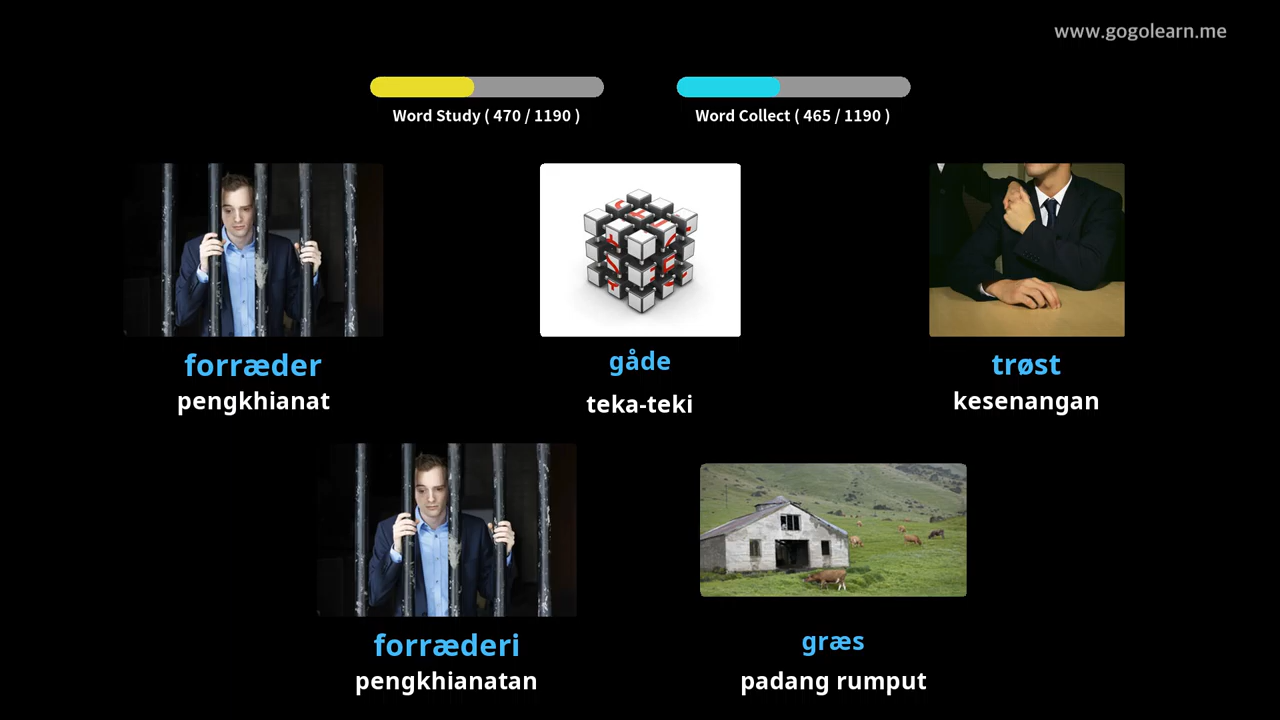 www.gogolearn.me
Word Study ( 470 / 1190 )
Word Collect ( 465 / 1190 )
forræder
pengkhianat
gåde
teka-teki
trøst
kesenangan
forræderi
pengkhianatan
græs
padang rumput